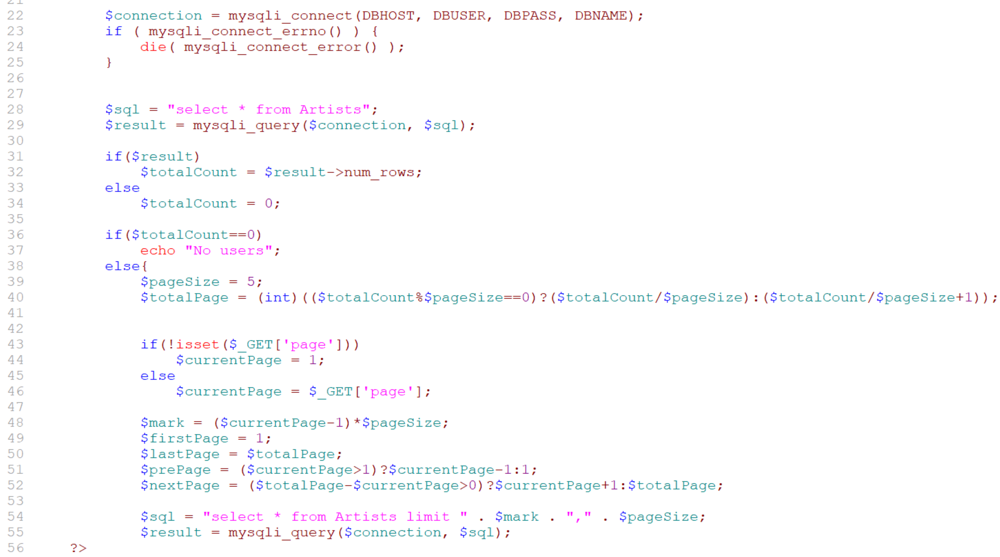 21
22 $connection = mysqli_connect(DBHOST, DBUSER, DBPASS, DBNAME);
23 if ( mysqli_connect_errno() ) {
24 die( mysqli_connect_error() );
25 }
26
27
28 $sql = "select * from Artists";
29 $result = mysqli_query($connection, $sql);
30
31 if($result)
32 $totalCount = $result->num_rows;
33 else
34 $totalCount = 0;
35
36 if($totalCount==0)
37 echo "No users";
38 else{
39 $pageSize = 5;
40 $totalPage = (int)(($totalCount%$pageSize==0)?($totalCount/$pageSize):($totalCount/$pageSize+1));
41
42
43 if(!isset($_GET['page']))
44 $currentPage = 1;
45 else
46 $currentPage = $_GET['page'];
47
48 $mark = ($currentPage-1)*$pageSize;
49 $firstPage = 1;
50 $lastPage = $totalPage;
51 $prePage = ($currentPage>1)?$currentPage-1:1;
52 $nextPage = ($totalPage-$currentPage>0)?$currentPage+1:$totalPage;
53
54 $sql = "select * from Artists limit " . $mark . "," . $pageSize;
55 $result = mysqli_query($connection, $sql);
56 ?>